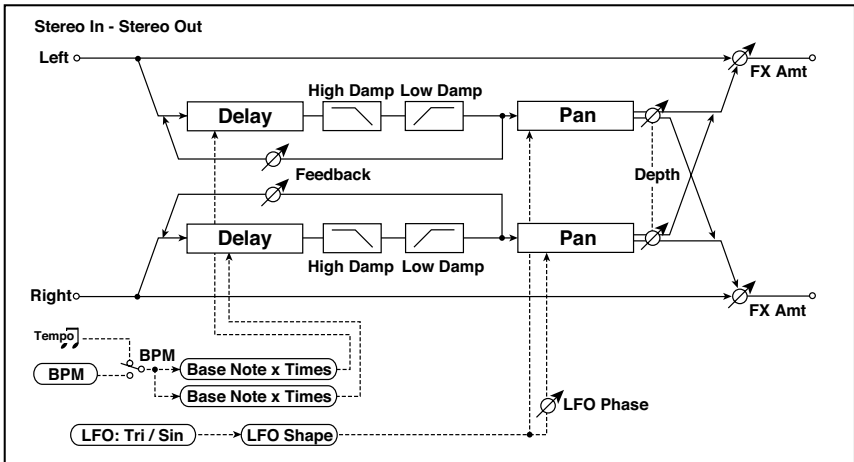 Stereo In - Stereo Out
Left
FX Amt
High Damp
Low Damp
Delay
Pan
Feedback
Depth
Delay
Pan
High Damp
Low Damp
Right
FX Amt
Tempo
BPM
BPM
Base Note x Times
Base Note x Times
LFO Phase
LFO: Tri / Sin
LFO Shape